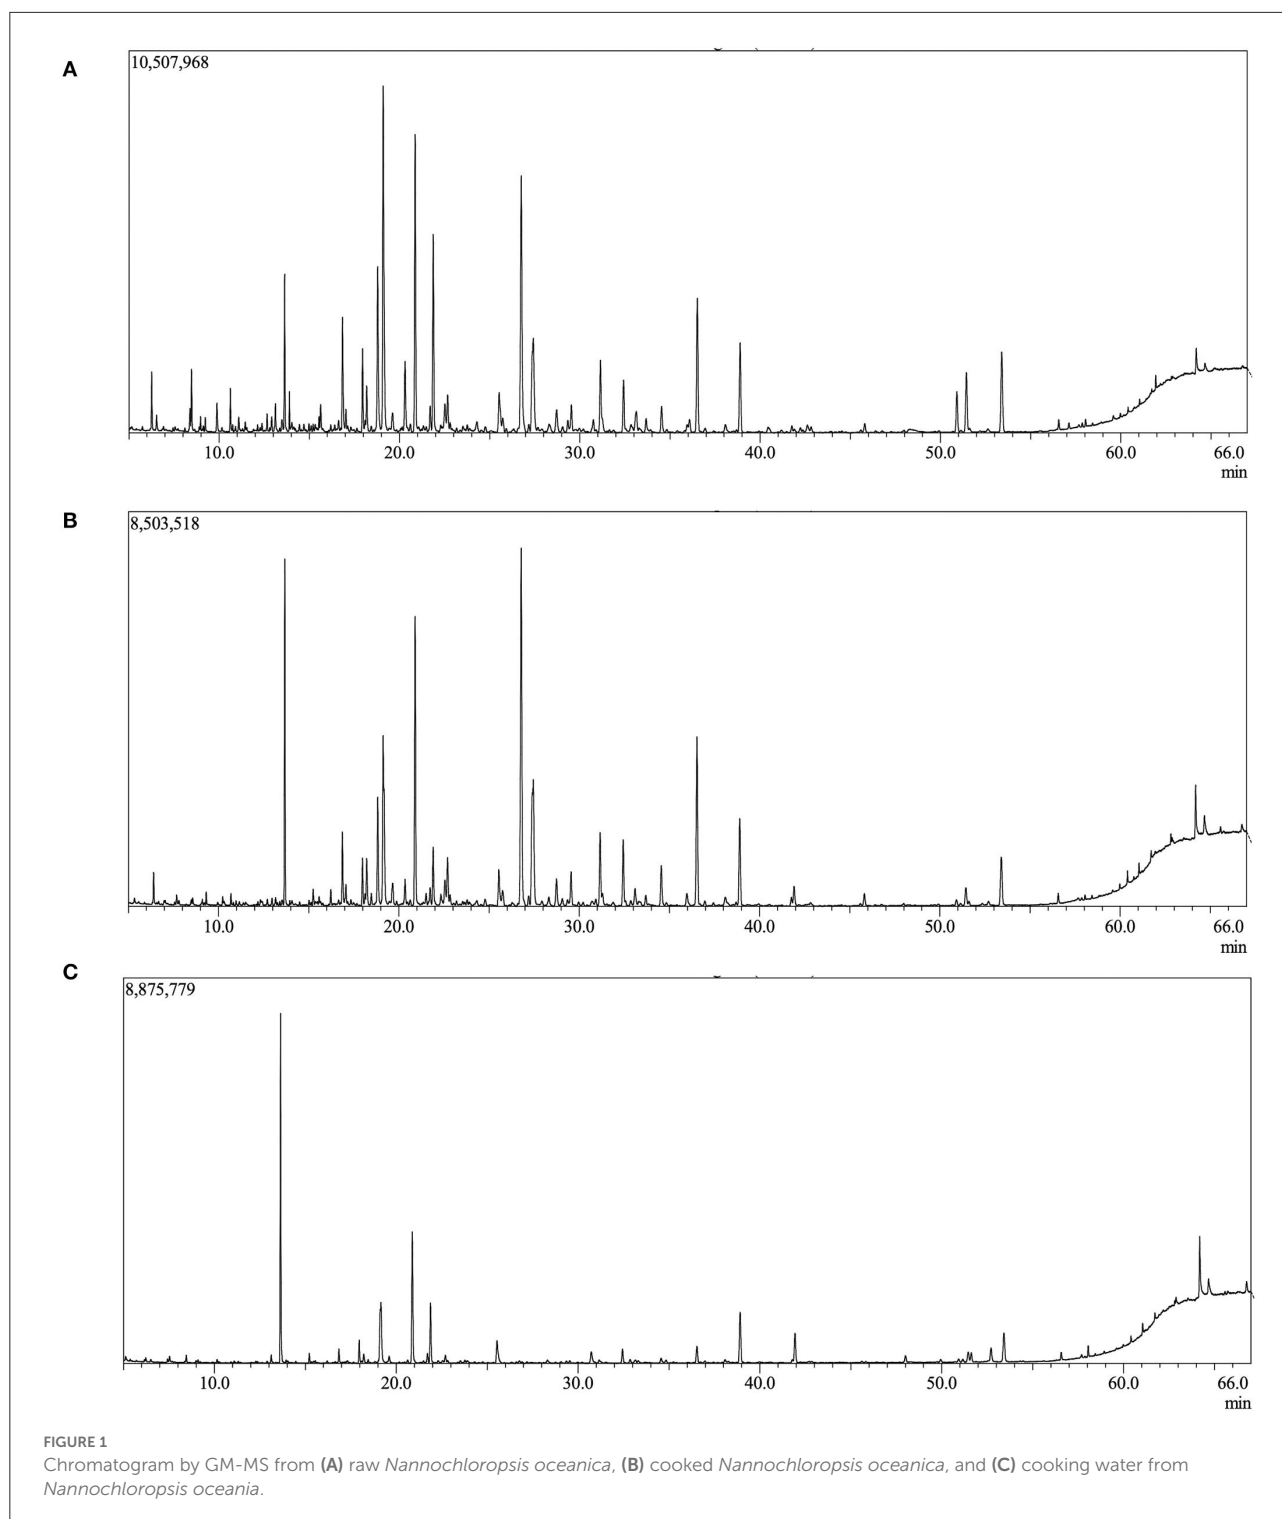 A
10,507,968
10.0 20.0 30.0 40.0 50.0 60.0 66.0
min
B
8,503,518
10.0 20.0 30.0 40.0 50.0 60.0 66.0
min
C
8,875,779
10.0 20.0 30.0 40.0 50.0 60.0 66.0
min
FIGURE 1
Chromatogram by GM-MS from (A) raw Nannochloropsis oceanica, (B) cooked Nannochloropsis oceanica, and (C) cooking water from
Nannochloropsis oceania.